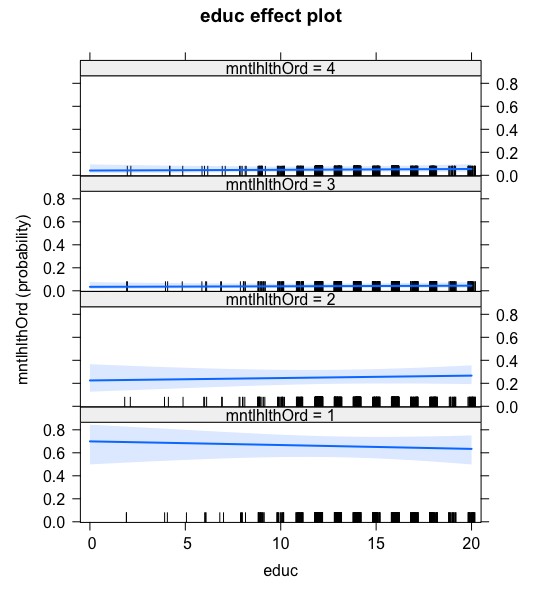 educ effect plot
mntlhlthOrd = 4
0.8
0.6
0.4
0.2
0.0
mntlhlthOrd = 3
0.8
0.6
0.4
0.2
0.0
mntlhlthOrd = 2
0.8
0.6
0.4
0.2
0.0
mntlhlthOrd = 1
0.8
0.6
0.4
0.2
0.0
mntlhlthOrd (probability)
0 5 10 15 20
educ